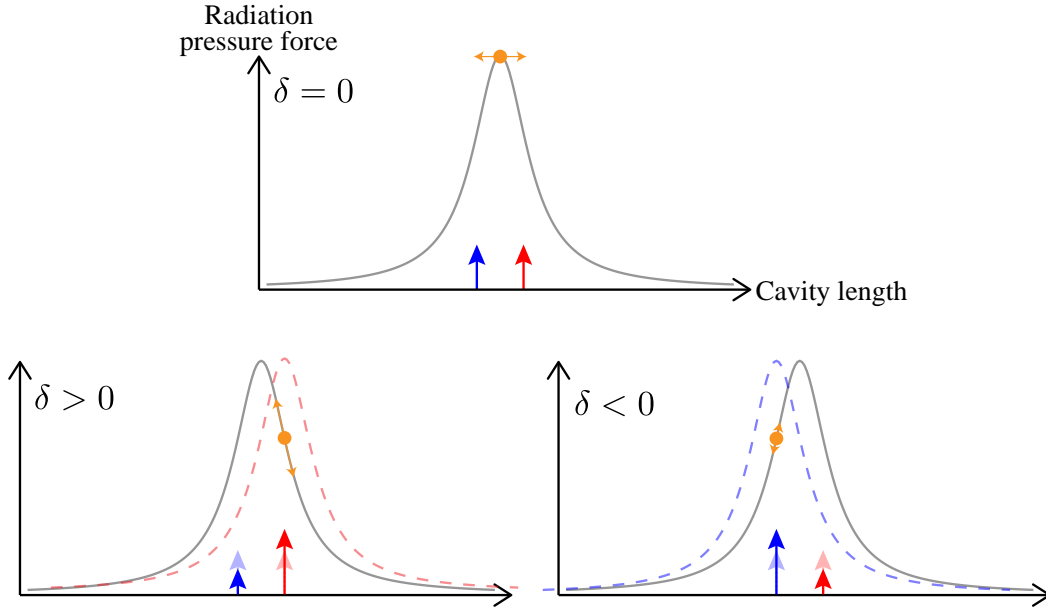 Radiation
pressure force
δ = 0
Cavity length
δ > 0
δ < 0